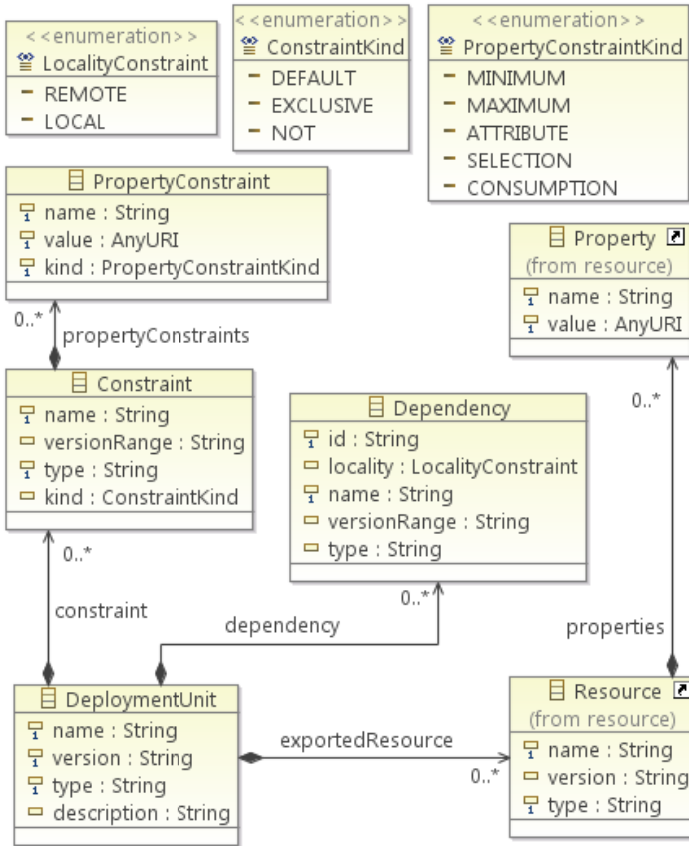 <<enumeration>>
LocalityConstraint
REMOTE
LOCAL
<<enumeration>>
ConstraintKind
DEFAULT
EXCLUSIVE
NOT
<<enumeration>>
PropertyConstraintKind
MINIMUM
MAXIMUM
ATTRIBUTE
SELECTION
CONSUMPTION
PropertyConstraint
name : String
value : AnyURI
kind : PropertyConstraintKind
Property
(from resource)
name : String
value : AnyURI
0..*
propertyConstraints
Constraint
name : String
versionRange : String
type : String
kind : ConstraintKind
Dependency
id : String
locality : LocalityConstraint
name : String
versionRange : String
type : String
0..*
0..*
constraint
0..*
dependency
properties
DeploymentUnit
name : String
version : String
type : String
description : String
exportedResource
0..*
Resource
(from resource)
name : String
version : String
type : String